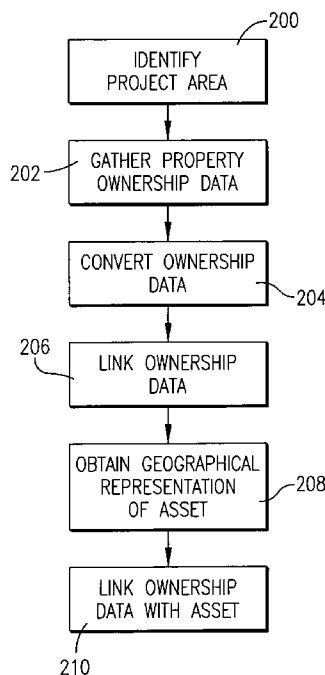 200
IDENTIFY
PROJECT AREA
202
GATHER PROPERTY
OWNERSHIP DATA
CONVERT OWNERSHIP
DATA
204
206
LINK OWNERSHIP
DATA
OBTAIN GEOGRAPHICAL
REPRESENTATION
OF ASSET
208
LINK OWNERSHIP
DATA WITH ASSET
210